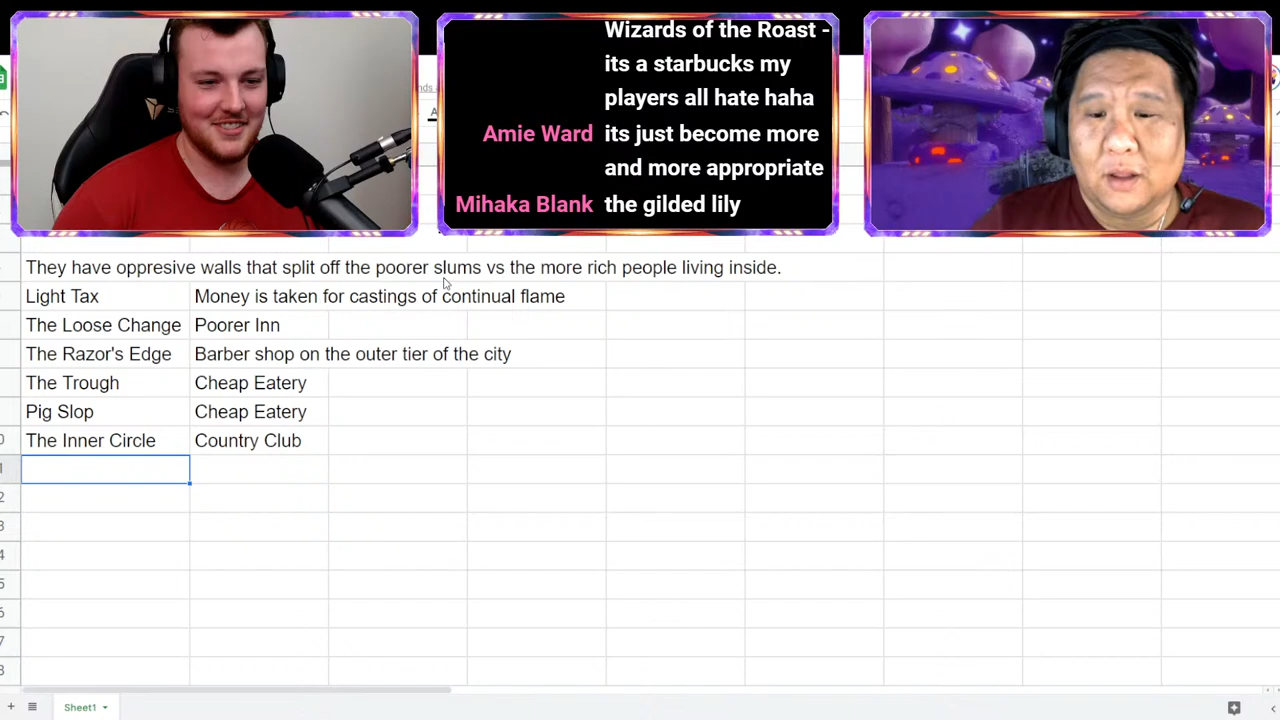 Wizards of the Roast -
its a starbucks my
players all hate haha
Amie Ward its just become more
and more appropriate
Mihaka Blank the gilded lily
They have oppresive walls that split off the poorer slums vs the more rich people living inside.
Light Tax Money is taken for castings of continual flame
The Loose Change Poorer Inn
The Razor's Edge Barber shop on the outer tier of the city
The Trough Cheap Eatery
Pig Slop Cheap Eatery
The Inner Circle Country Club
Sheet1